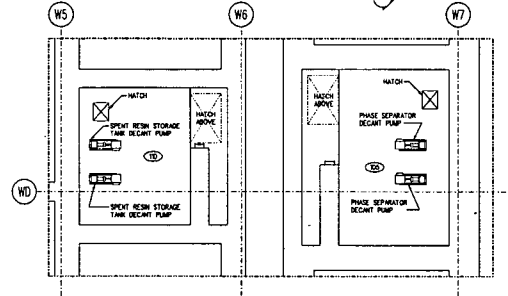 W5
W6
W7
HATCH
SPENT RESIN STORAGE
TANK DECANT PUMP
HATCH
ABOVE
110
WD
SPENT RESIN STORAGE
TANK DECANT PUMP
HATCH
ABOVE
HATCH
PHASE SEPARATOR
DECANT PUMP
PHASE SEPARATOR
DECANT PUMP